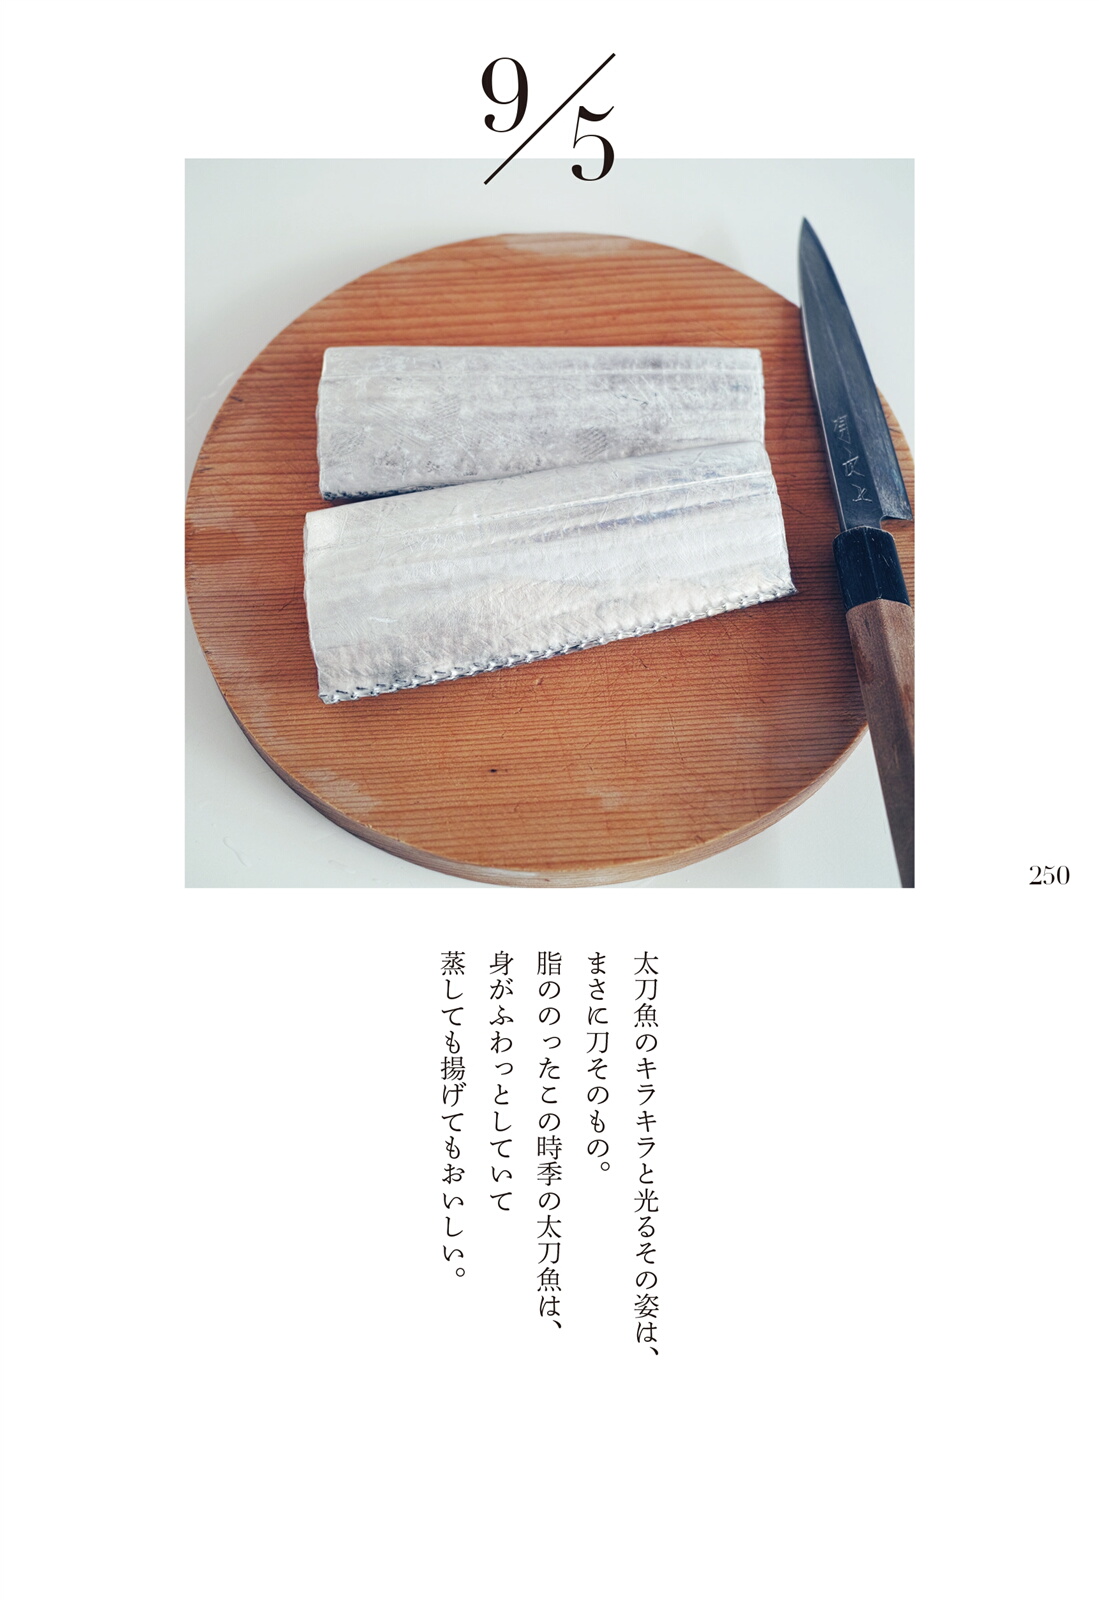 9/5
太刀魚のキラキラと光るその姿は、
まさに刀そのもの。
脂ののったこの時季の太刀魚は、
身がふわっとしていて
蒸しても揚げてもおいしい。
250